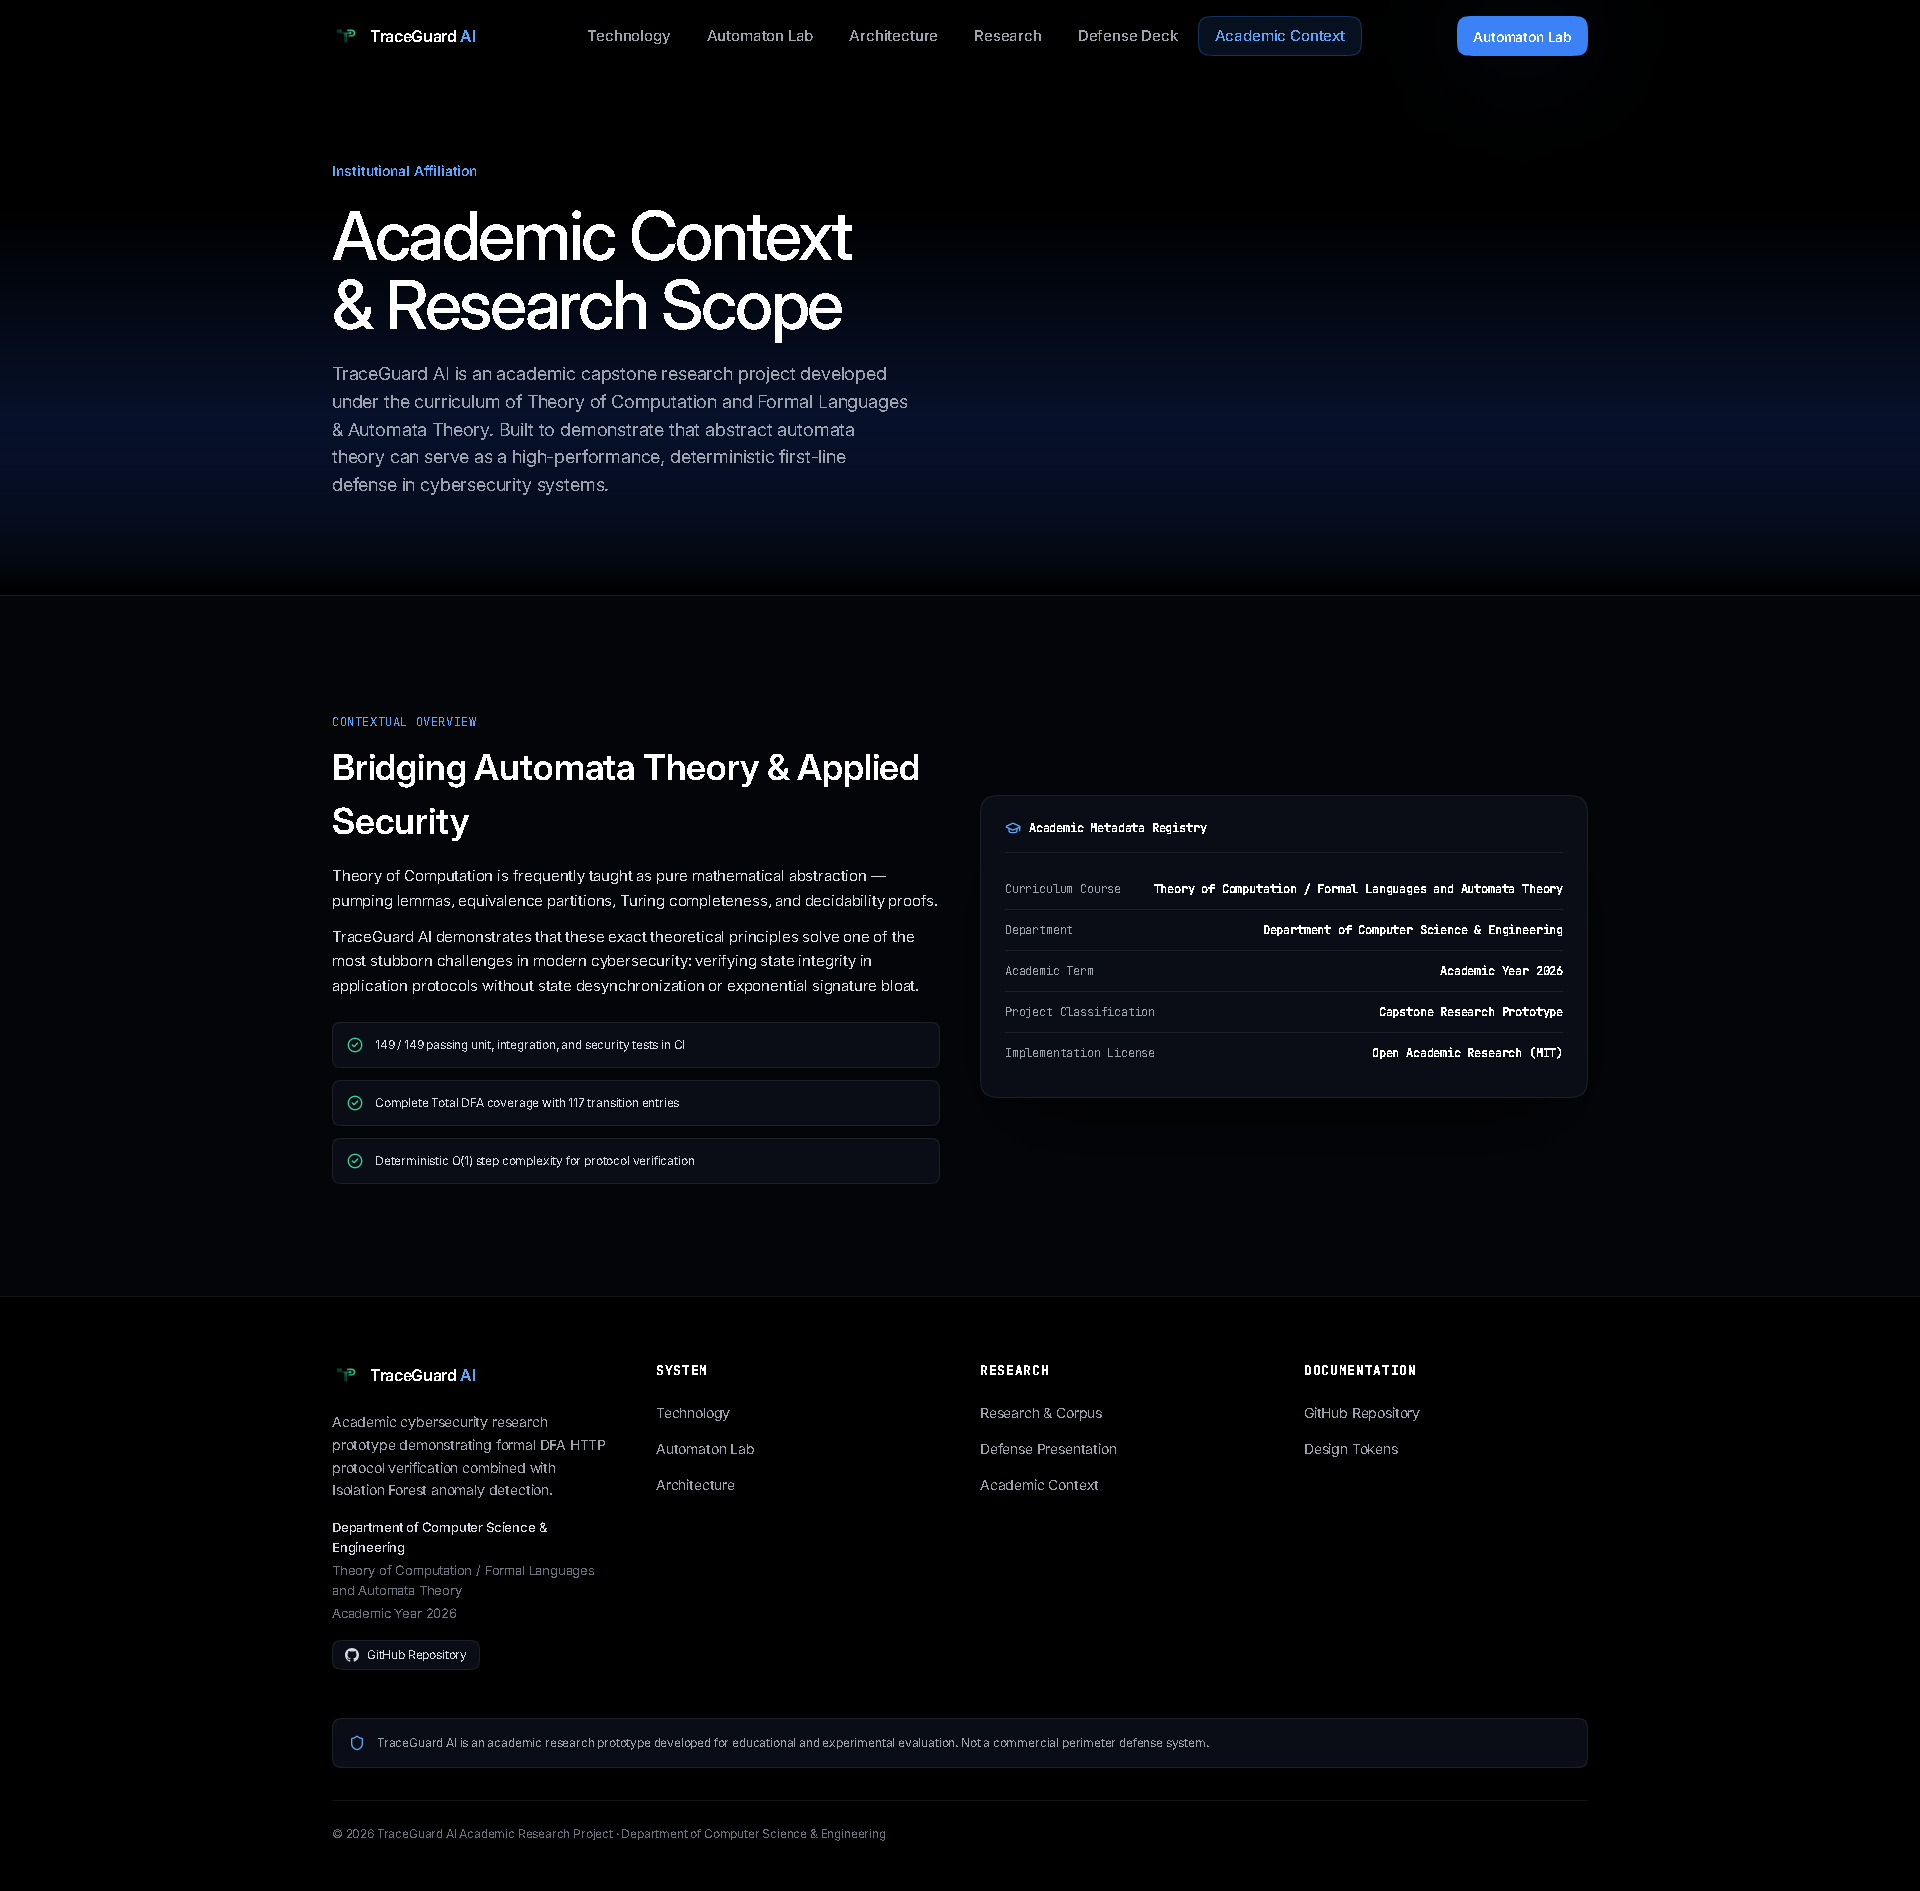 TraceGuard AI
Technology
Automaton Lab
Architecture
Research
Defense Deck
Academic Context
Automaton Lab
Institutional Affiliation
Academic Context
& Research Scope
TraceGuard AI is an academic capstone research project developed
under the curriculum of Theory of Computation and Formal Languages
& Automata Theory. Built to demonstrate that abstract automata
theory can serve as a high-performance, deterministic first-line
defense in cybersecurity systems.
CONTEXTUAL OVERVIEW
Bridging Automata Theory & Applied
Security
Theory of Computation is frequently taught as pure mathematical abstraction —
pumping lemmas, equivalence partitions, Turing completeness, and decidability proofs.
TraceGuard AI demonstrates that these exact theoretical principles solve one of the
most stubborn challenges in modern cybersecurity: verifying state integrity in
application protocols without state desynchronization or exponential signature bloat.
149 / 149 passing unit, integration, and security tests in CI
Complete Total DFA coverage with 117 transition entries
Deterministic O(1) step complexity for protocol verification
Academic Metadata Registry
Curriculum Course Theory of Computation / Formal Languages and Automata Theory
Department Department of Computer Science & Engineering
Academic Term Academic Year 2026
Project Classification Capstone Research Prototype
Implementation License Open Academic Research (MIT)
TraceGuard AI
Academic cybersecurity research
prototype demonstrating formal DFA HTTP
protocol verification combined with
Isolation Forest anomaly detection.
Department of Computer Science &
Engineering
Theory of Computation / Formal Languages
and Automata Theory
Academic Year 2026
GitHub Repository
SYSTEM
Technology
Automaton Lab
Architecture
RESEARCH
Research & Corpus
Defense Presentation
Academic Context
DOCUMENTATION
GitHub Repository
Design Tokens
TraceGuard AI is an academic research prototype developed for educational and experimental evaluation. Not a commercial perimeter defense system.
© 2026 TraceGuard AI Academic Research Project · Department of Computer Science & Engineering